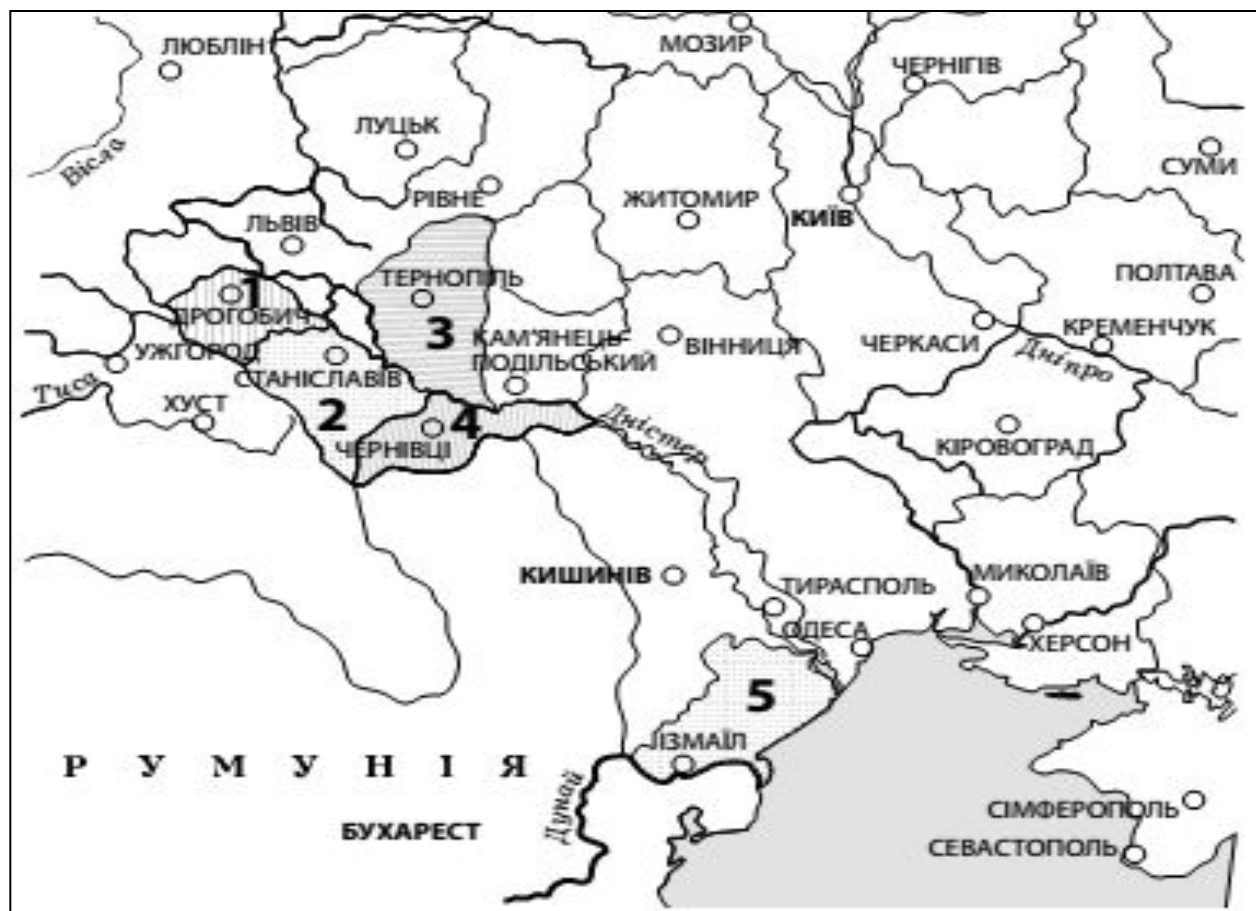 ЛЮБЛІН
МОЗИР
ЧЕРНІГІВ
Вісла
ЛУЦЬК
СУМИ
РІВНЕ
ЖИТОМИР
КИЇВ
ЛЬВІВ
ТЕРНОПІЛЬ
ПОЛТАВА
1
ДРОГОБИЧ
3
КАМ'ЯНЕЦЬ-
ПОДІЛЬСЬКИЙ
ВІННИЦЯ
ЧЕРКАСИ
КРЕМЕНЧУК
УЖГОРОД
Дніпро
Тиса
СТАНІСЛАВІВ
ХУСТ
2
4
Дністер
ЧЕРНІВЦІ
КІРОВОГРАД
КИШИНІВ
ТИРАСПОЛЬ
МИКОЛАЇВ
ОДЕСА
ХЕРСОН
5
ІЗМАЇЛ
РУМУНІЯ
Дунай
БУХАРЕСТ
СІМФЕРОПОЛЬ
СЕВАСТОПОЛЬ